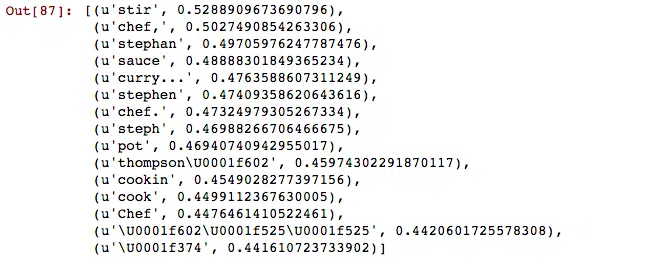 Out[87]: [(u'stir', 0.5288909673690796),
(u'chef,', 0.5027490854263306),
(u'stephan', 0.49705976247787476),
(u'sauce', 0.48888301849365234),
(u'curry...', 0.4763588607311249),
(u'stephen', 0.47409358620643616),
(u'chef.', 0.47324979305267334),
(u'steph', 0.46988266706466675),
(u'pot', 0.46940740942955017),
(u'thompson\U0001f602', 0.45974302291870117),
(u'cookin', 0.4549028277397156),
(u'cook', 0.4499112367630005),
(u'Chef', 0.4476461410522461),
(u'\U0001f602\U0001f525\U0001f525', 0.4420601725578308),
(u'\U0001f374', 0.441610723733902)]